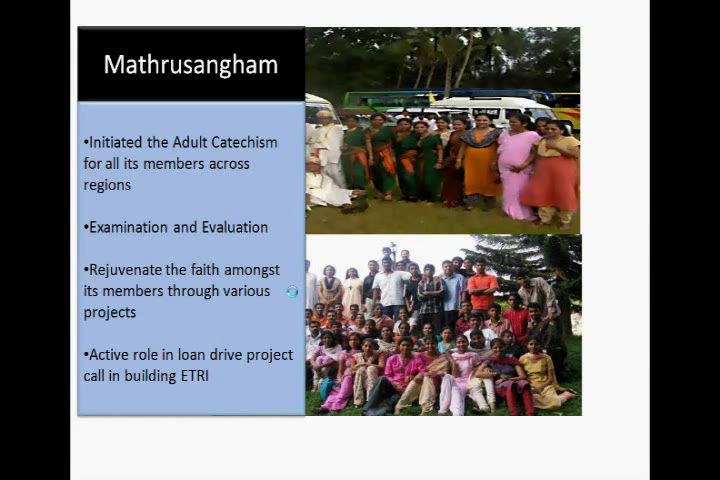 Mathrusangham
•Initiated the Adult Catechism
for all its members across
regions
•Examination and Evaluation
•Rejuvenate the faith amongst
its members through various
projects
•Active role in loan drive project
call in building ETRI